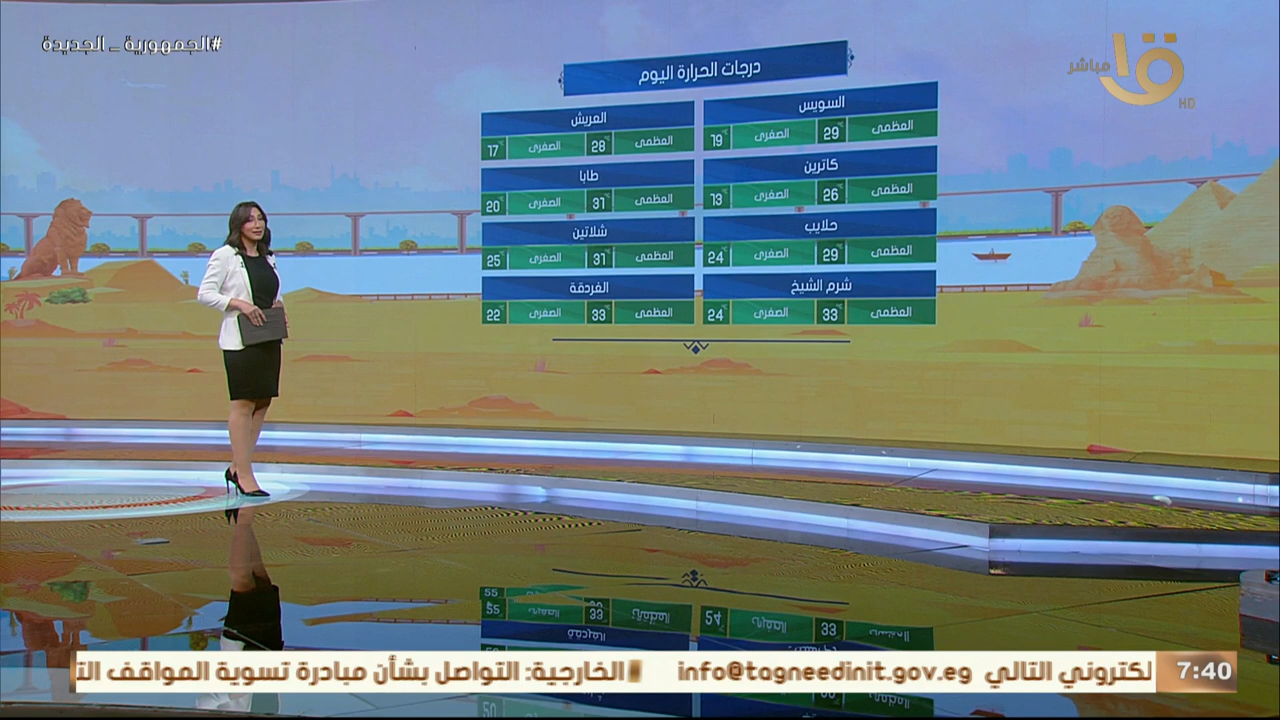 #الجمهورية_الجديدة
مباشر
HD
درجات الحرارة اليوم
السويس
العظمى 29° الصغرى 19°
العريش
العظمى 28° الصغرى 17°
كاترين
العظمى 26° الصغرى 13°
طابا
العظمى 31° الصغرى 20°
حلايب
العظمى 29° الصغرى 24°
شلاتين
العظمى 31° الصغرى 25°
شرم الشيخ
العظمى 33° الصغرى 24°
الغردقة
العظمى 33° الصغرى 22°
7:40 لكتروني التالي info@tagneedinit.gov.eg الخارجية: التواصل بشأن مبادرة تسوية المواقف